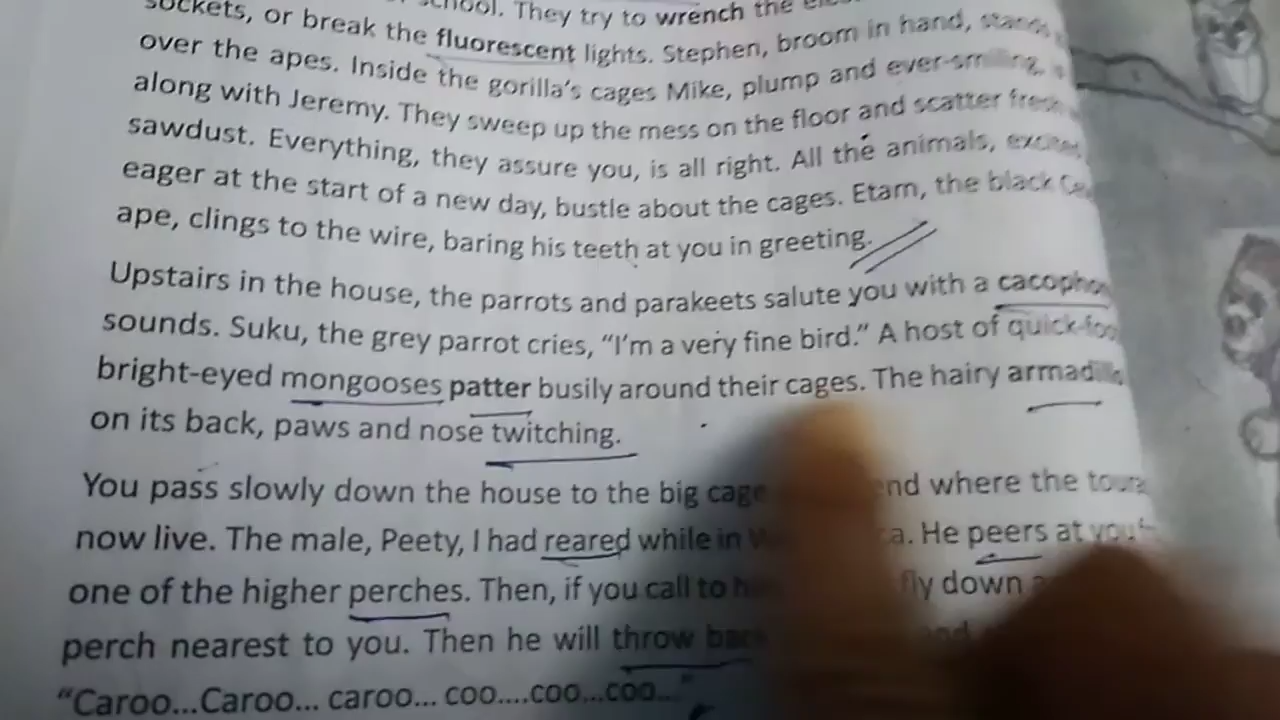 school. They try to wrench the
sockets, or break the fluorescent lights. Stephen, broom in hand, stands
over the apes. Inside the gorilla's cages Mike, plump and ever-smiling,
along with Jeremy. They sweep up the mess on the floor and scatter fresh
sawdust. Everything, they assure you, is all right. All the animals, excited
eager at the start of a new day, bustle about the cages. Etam, the black
ape, clings to the wire, baring his teeth at you in greeting.
Upstairs in the house, the parrots and parakeets salute you with a
sounds. Suku, the grey parrot cries, "I'm a very fine bird." A host of
bright-eyed mongooses patter busily around their cages. The hairy
on its back, paws and nose twitching.
You pass slowly down the house to the big cage where the
now live. The male, Peety, I had reared while in He peers at you
one of the higher perches. Then, if you call to fly down
perch nearest to you. Then he will throw
"Caroo...Caroo... caroo... coo....coo...coo..."